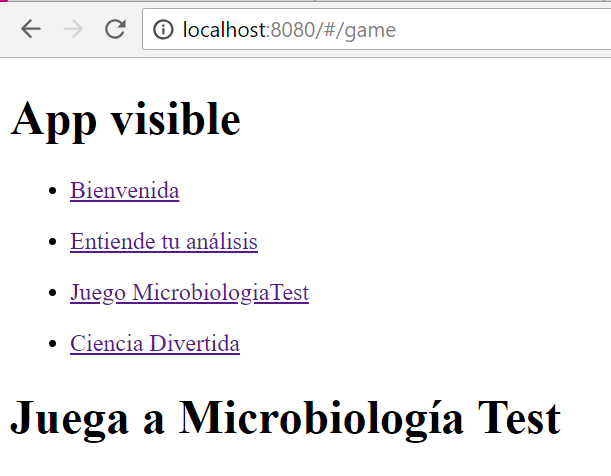 localhost:8080/#/game
App visible
Bienvenida
Entiende tu análisis
Juego MicrobiologiaTest
Ciencia Divertida
Juega a Microbiología Test